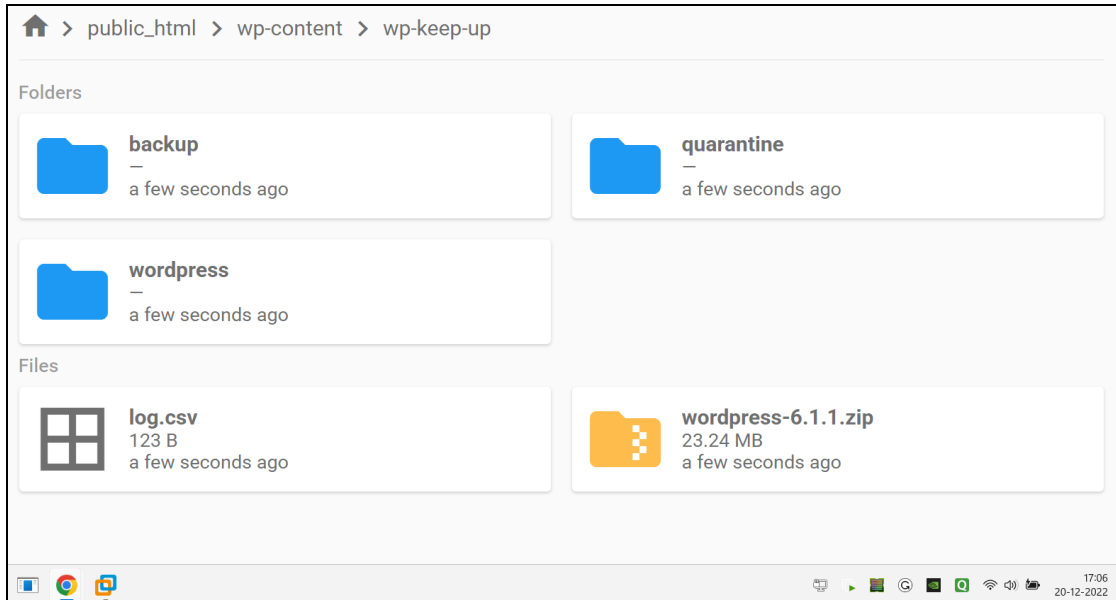 public_html > wp-content > wp-keep-up
Folders
backup
—
a few seconds ago
quarantine
—
a few seconds ago
wordpress
—
a few seconds ago
Files
log.csv
123 B
a few seconds ago
wordpress-6.1.1.zip
23.24 MB
a few seconds ago
17:06
20-12-2022